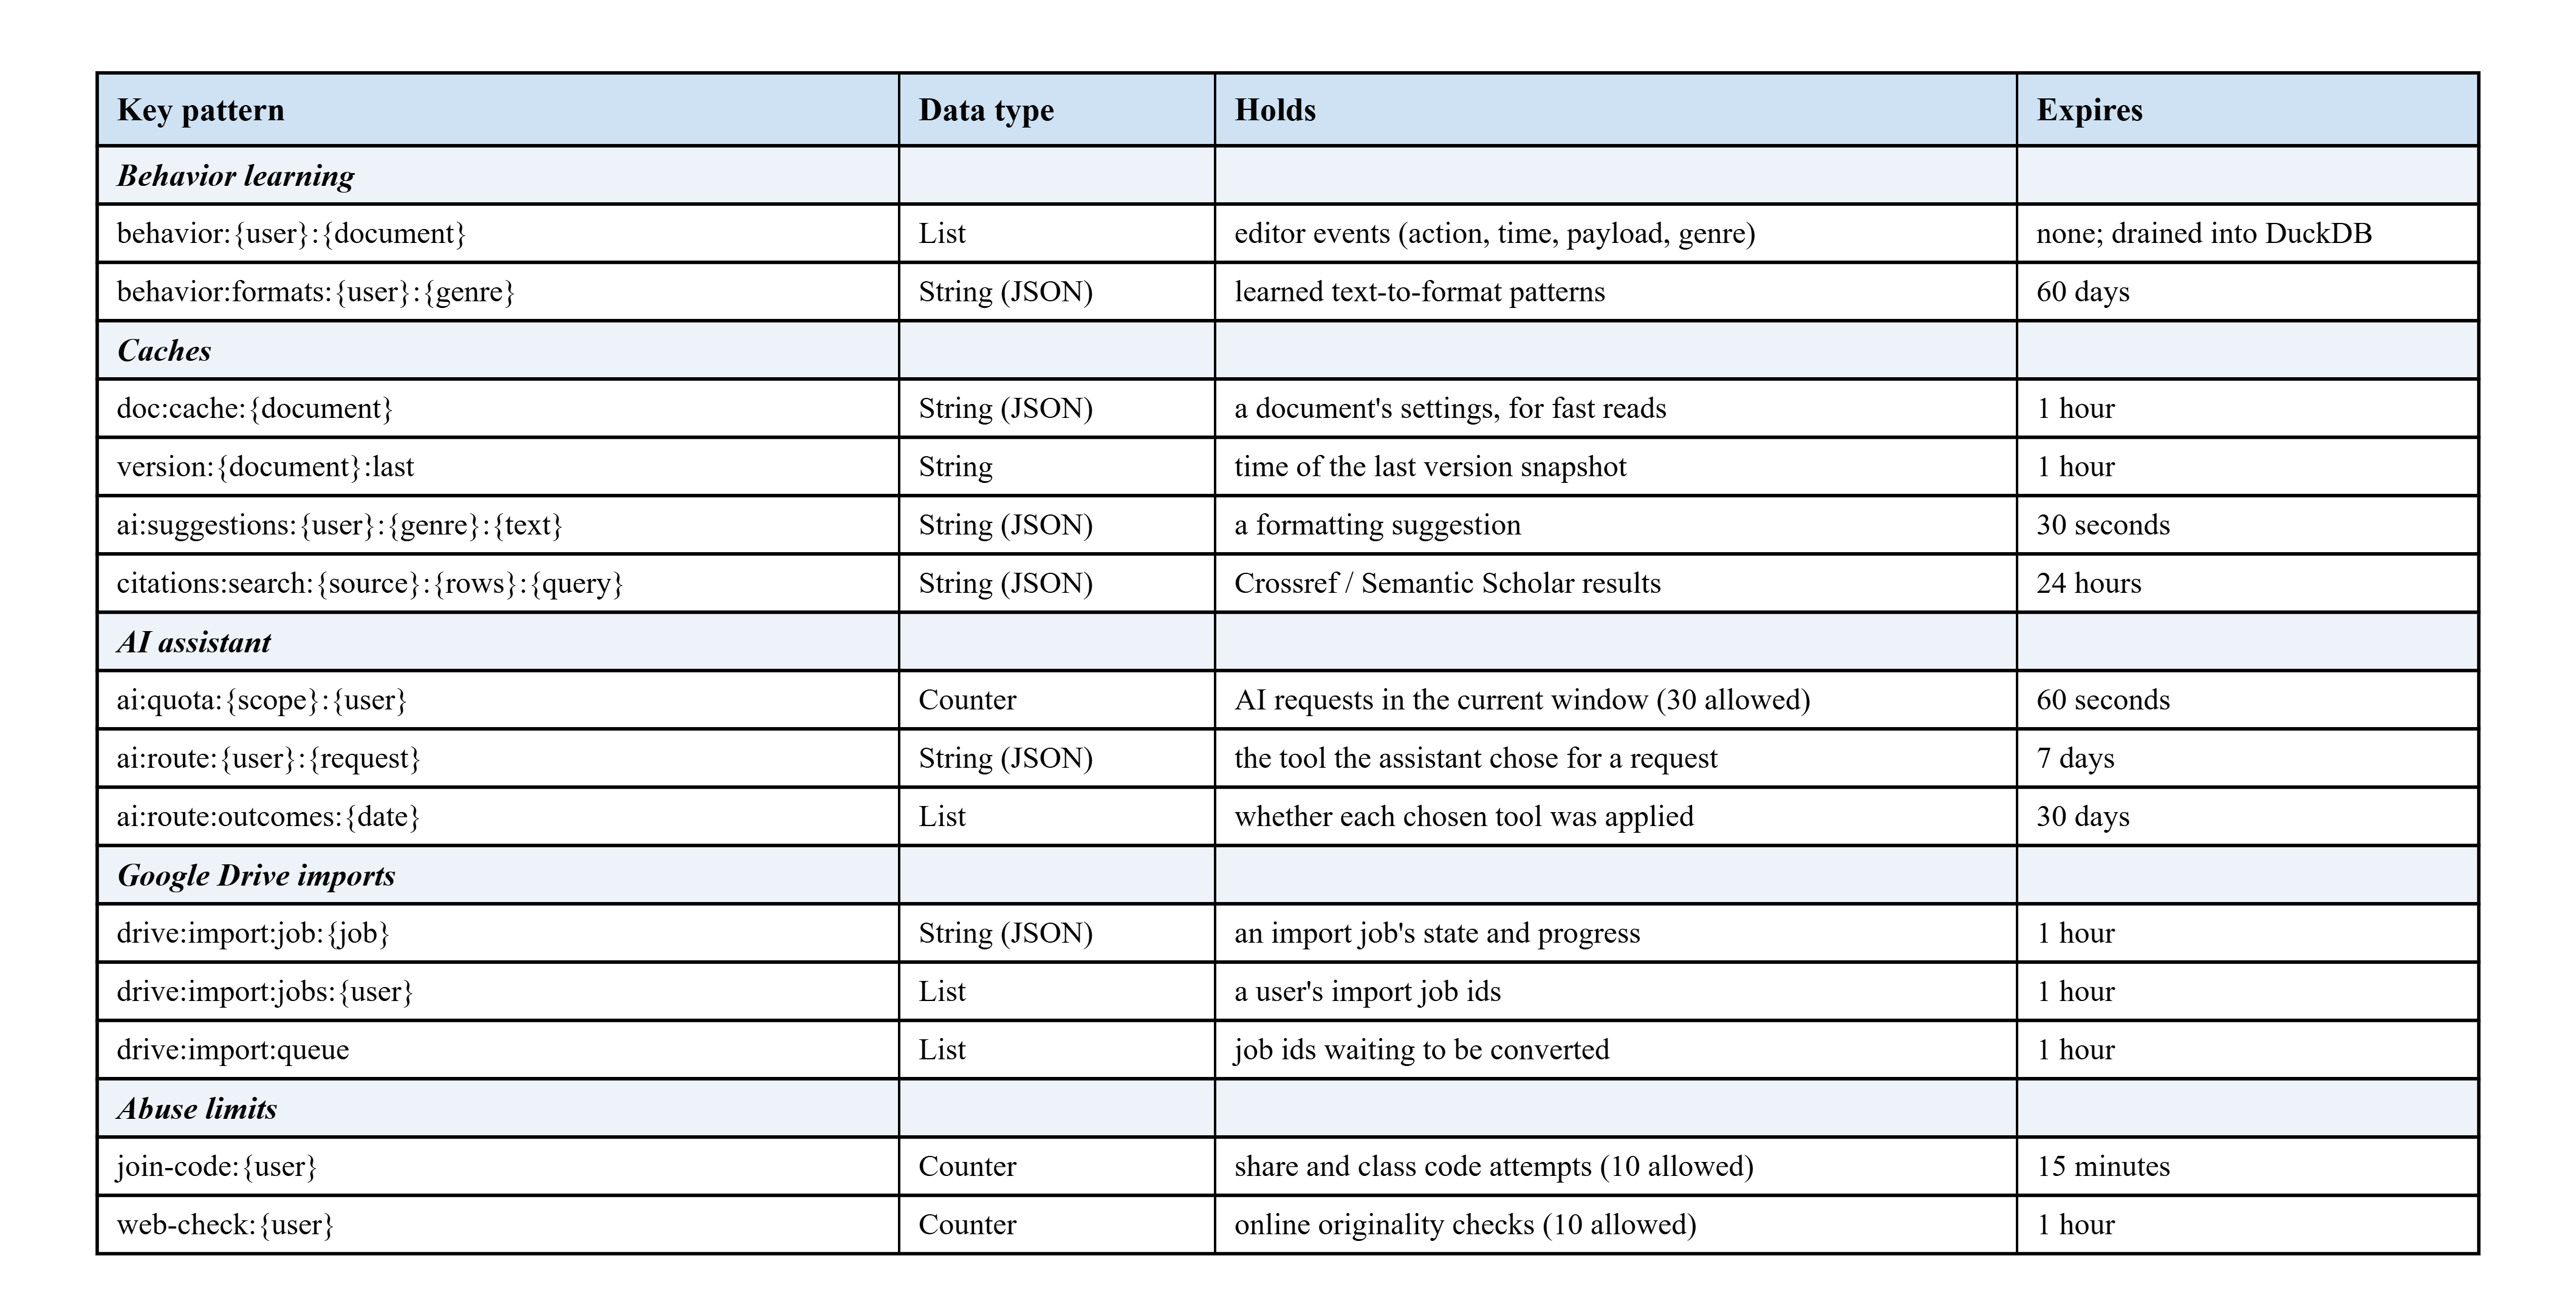 Key pattern Data type Holds Expires
Behavior learning
behavior:{user}:{document} List editor events (action, time, payload, genre) none; drained into DuckDB
behavior:formats:{user}:{genre} String (JSON) learned text-to-format patterns 60 days
Caches
doc:cache:{document} String (JSON) a document's settings, for fast reads 1 hour
version:{document}:last String time of the last version snapshot 1 hour
ai:suggestions:{user}:{genre}:{text} String (JSON) a formatting suggestion 30 seconds
citations:search:{source}:{rows}:{query} String (JSON) Crossref / Semantic Scholar results 24 hours
AI assistant
ai:quota:{scope}:{user} Counter AI requests in the current window (30 allowed) 60 seconds
ai:route:{user}:{request} String (JSON) the tool the assistant chose for a request 7 days
ai:route:outcomes:{date} List whether each chosen tool was applied 30 days
Google Drive imports
drive:import:job:{job} String (JSON) an import job's state and progress 1 hour
drive:import:jobs:{user} List a user's import job ids 1 hour
drive:import:queue List job ids waiting to be converted 1 hour
Abuse limits
join-code:{user} Counter share and class code attempts (10 allowed) 15 minutes
web-check:{user} Counter online originality checks (10 allowed) 1 hour